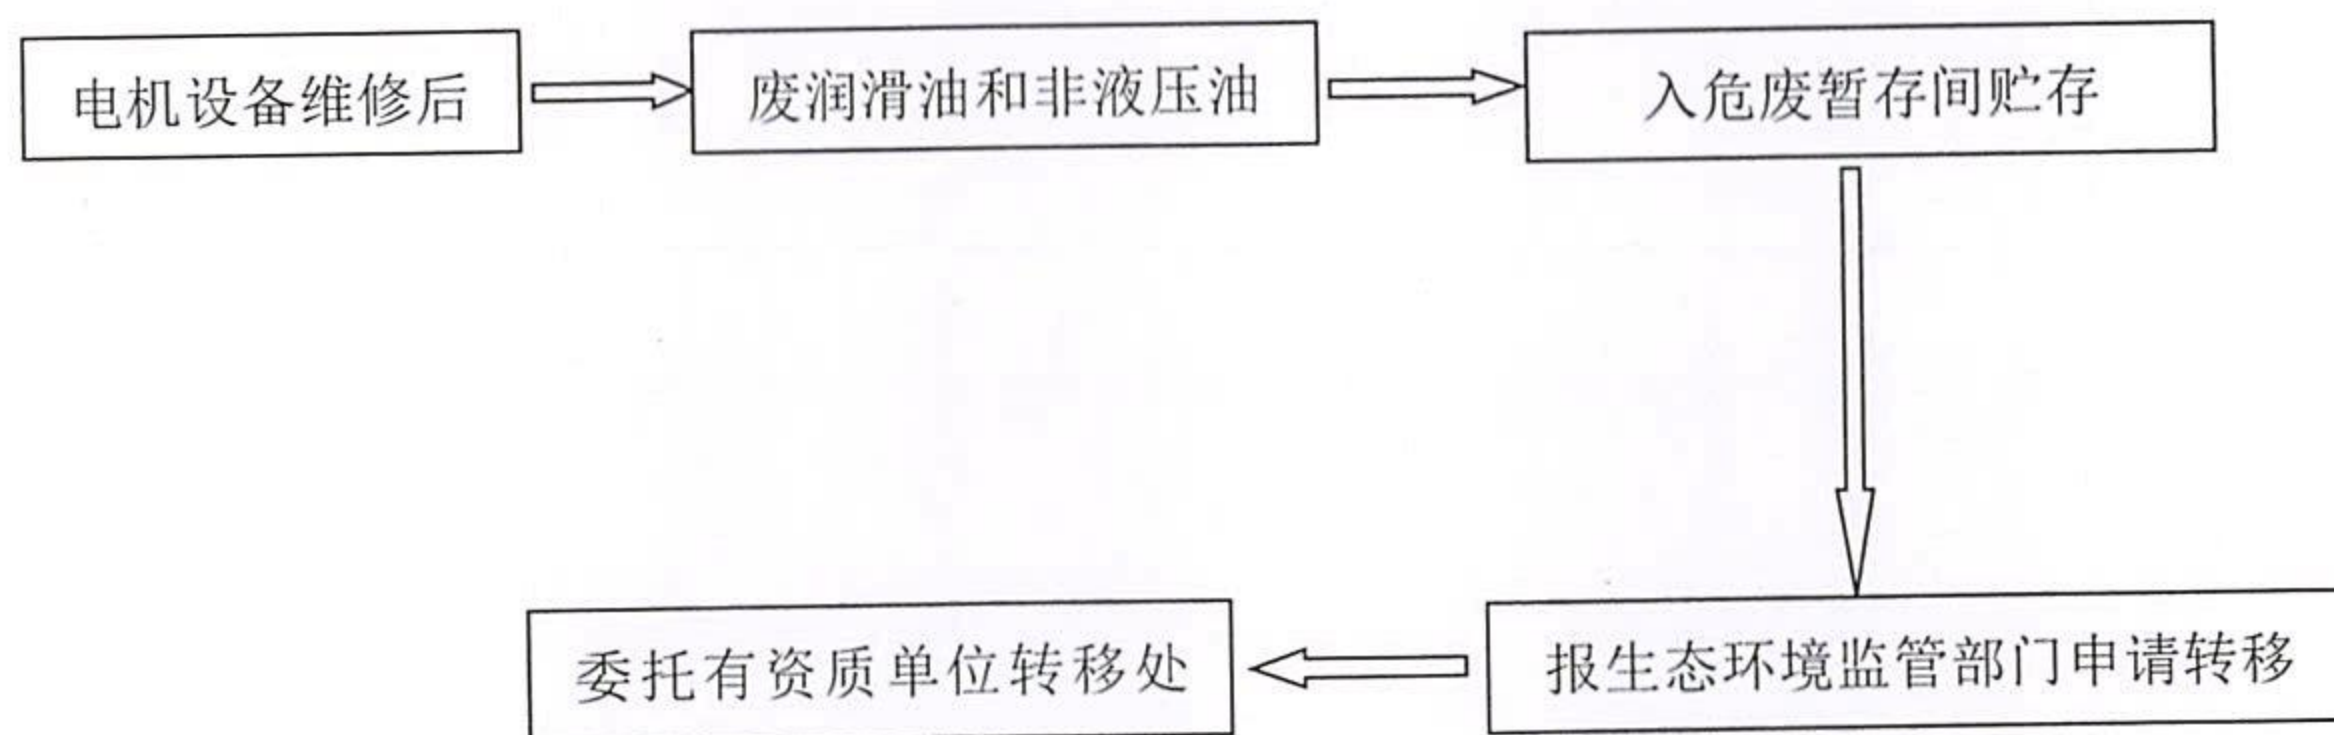 电机设备维修后
废润滑油和非液压油
入危废暂存间贮存
报生态环境监管部门申请转移
委托有资质单位转移处